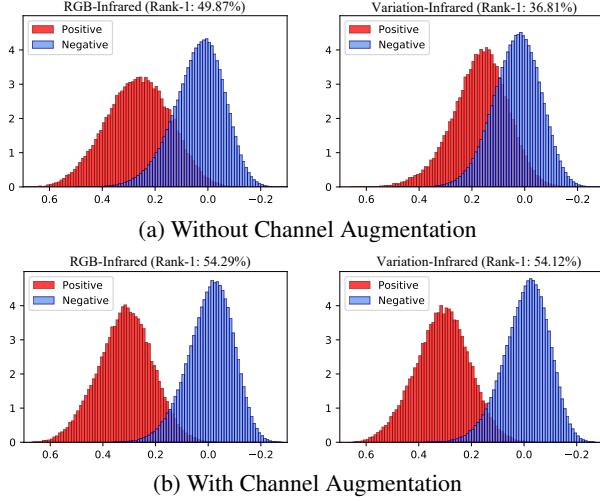 RGB-Infrared (Rank-1: 49.87%)
Positive
Negative
4
3
2
1
0
0.6 0.4 0.2 0.0 −0.2
Variation-Infrared (Rank-1: 36.81%)
Positive
Negative
4
3
2
1
0
0.6 0.4 0.2 0.0 −0.2
(a) Without Channel Augmentation
RGB-Infrared (Rank-1: 54.29%)
Positive
Negative
4
3
2
1
0
0.6 0.4 0.2 0.0 −0.2
Variation-Infrared (Rank-1: 54.12%)
Positive
Negative
4
3
2
1
0
0.6 0.4 0.2 0.0 −0.2
(b) With Channel Augmentation